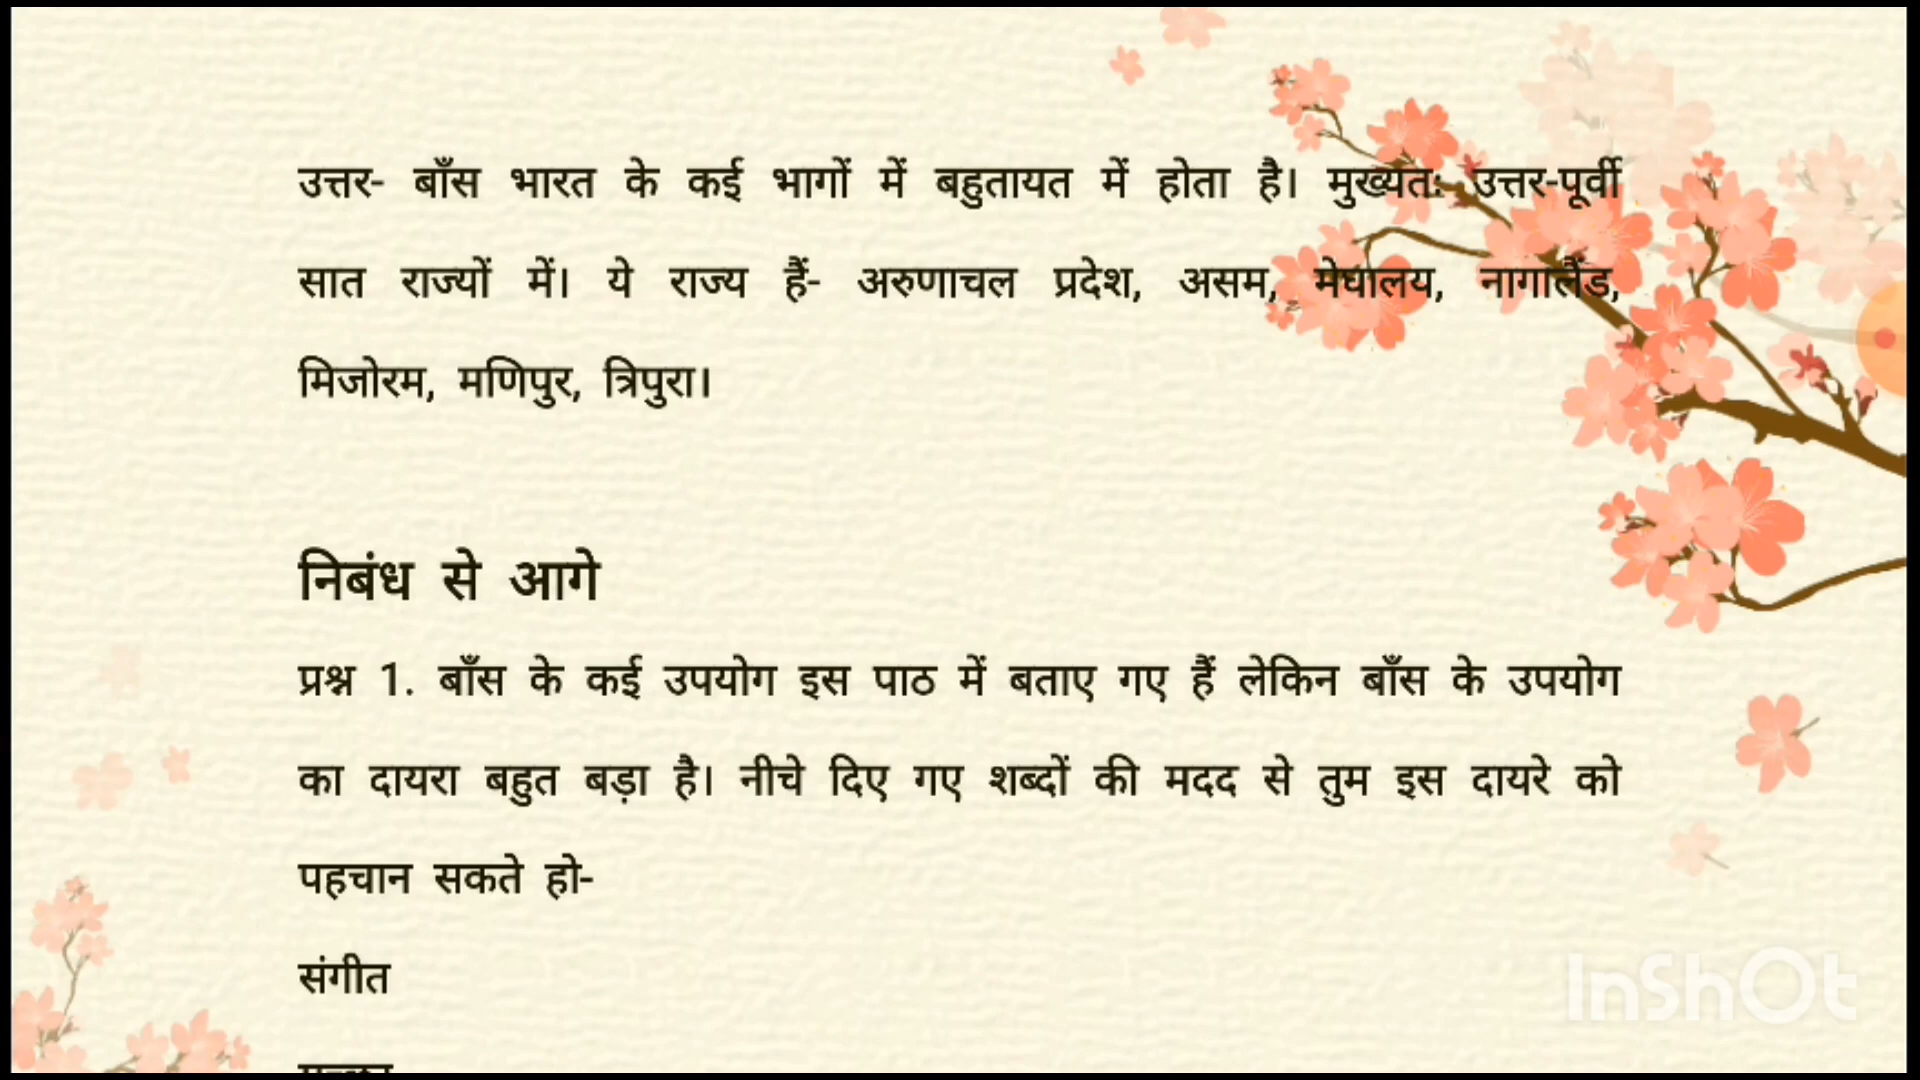 उत्तर- बाँस भारत के कई भागों में बहुतायत में होता है। मुख्यतः उत्तर-पूर्वी
सात राज्यों में। ये राज्य हैं- अरुणाचल प्रदेश, असम, मेघालय, नागालैंड,
मिजोरम, मणिपुर, त्रिपुरा।
निबंध से आगे
प्रश्न 1. बाँस के कई उपयोग इस पाठ में बताए गए हैं लेकिन बाँस के उपयोग
का दायरा बहुत बड़ा है। नीचे दिए गए शब्दों की मदद से तुम इस दायरे को
पहचान सकते हो-
संगीत
InShOt